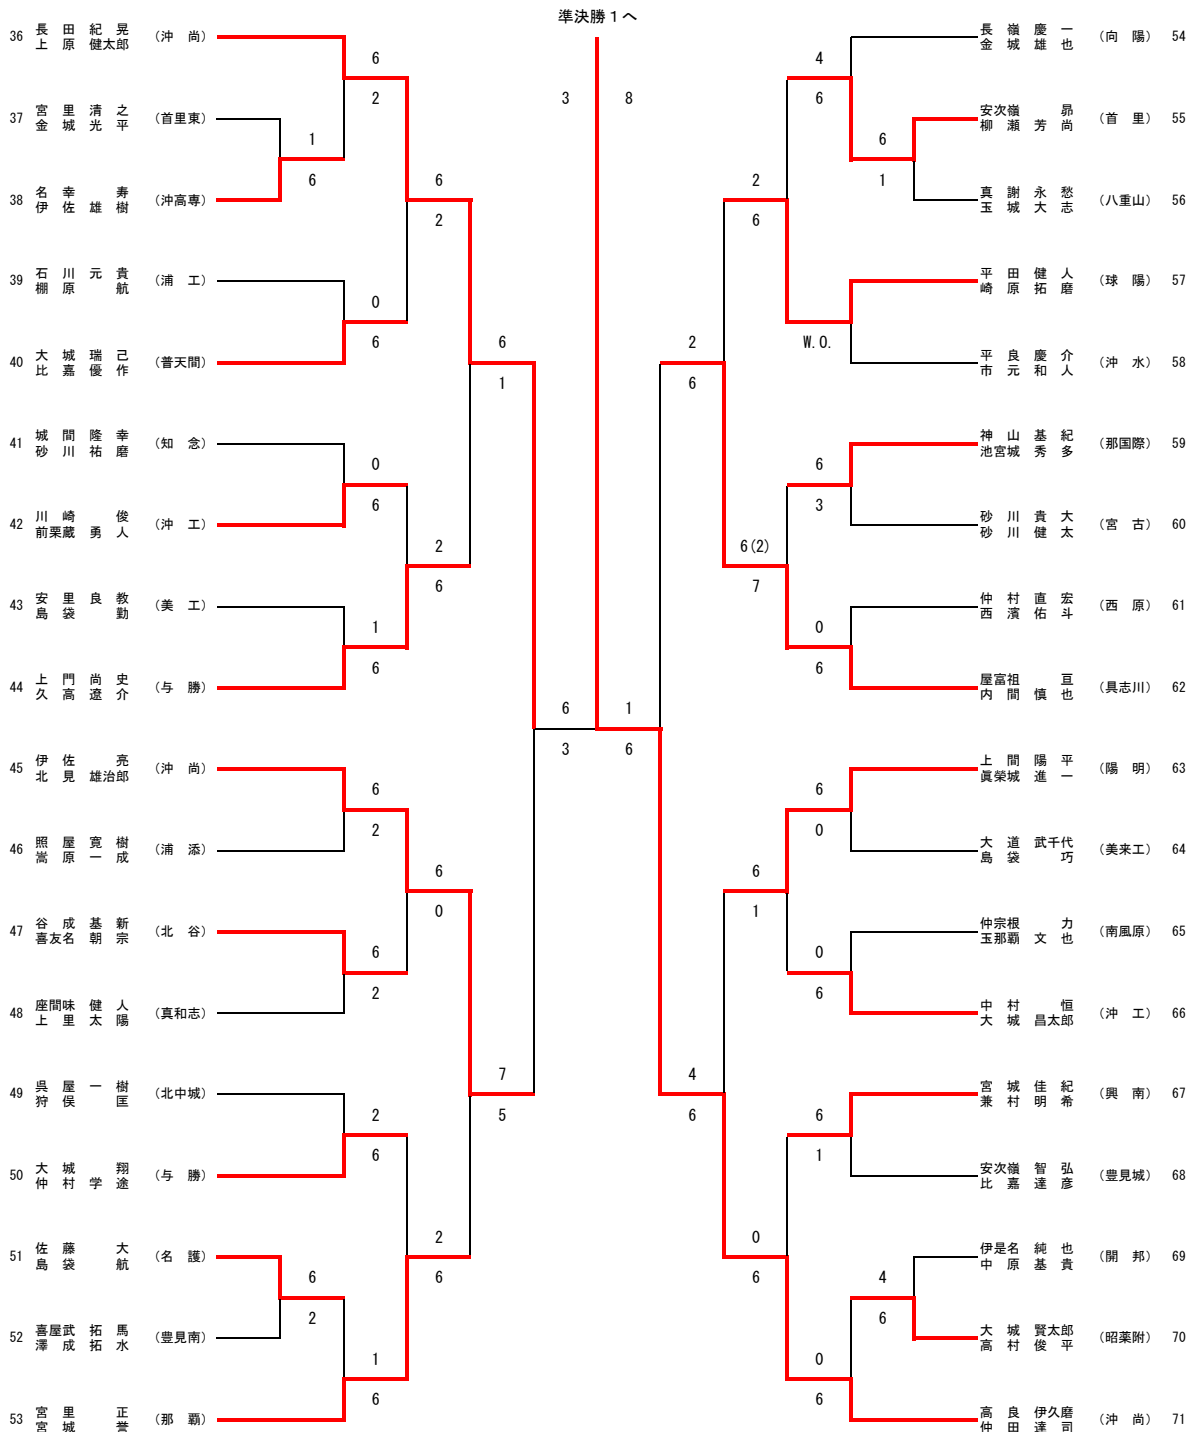 準決勝１へ
3 8
36 長田紀晃 上原健太郎 (沖尚)
37 宮里清之 金城光平 (首里東)
38 名幸寿 伊佐雄樹 (沖高専)
39 石川元貴 棚原航 (浦工)
40 大城瑞己 比嘉優作 (普天間)
41 城間隆幸 砂川祐磨 (知念)
42 川崎俊 前栗蔵勇人 (沖工)
43 安里良教 島袋勤 (美工)
44 上門尚史 久高遼介 (与勝)
45 伊佐亮 北見雄治郎 (沖尚)
46 照屋寛樹 嵩原一成 (浦添)
47 谷成基新 喜友名朝宗 (北谷)
48 座間味健人 上里太陽 (真和志)
49 呉屋一樹 狩俣匡 (北中城)
50 大城翔 仲村学途 (与勝)
51 佐藤大 島袋航 (名護)
52 喜屋武拓馬 澤成拓水 (豊見南)
53 宮里正 宮城誉 (那覇)
6
2
1
6
6
2
0
6
6
1
0
6
2
6
1
6
6
3
6
2
6
0
6
2
7
5
2
6
2
6
6
2
1
6
長嶺慶一 金城雄也 (向陽) 54
安次嶺昴 柳瀬芳尚 (首里) 55
真謝永愁 玉城大志 (八重山) 56
平田健人 崎原拓磨 (球陽) 57
平良慶介 市元和人 (沖水) 58
神山基紀 池宮城秀多 (那国際) 59
砂川貴大 砂川健太 (宮古) 60
仲村直宏 西濱佑斗 (西原) 61
屋富祖亘 内間慎也 (具志川) 62
上間陽平 眞榮城進一 (陽明) 63
大道武千代 島袋巧 (美来工) 64
仲宗根力 玉那覇文也 (南風原) 65
中村恒 大城昌太郎 (沖工) 66
宮城佳紀 兼村明希 (興南) 67
安次嶺智弘 比嘉達彦 (豊見城) 68
伊是名純也 中原基貴 (開邦) 69
大城賢太郎 高村俊平 (昭薬附) 70
高良伊久磨 仲田達司 (沖尚) 71
4
6
6
1
2
6
W.O.
2
6
6
3
6(2)
7
0
6
1
6
6
0
6
1
0
6
4
6
6
1
0
6
4
6
0
6